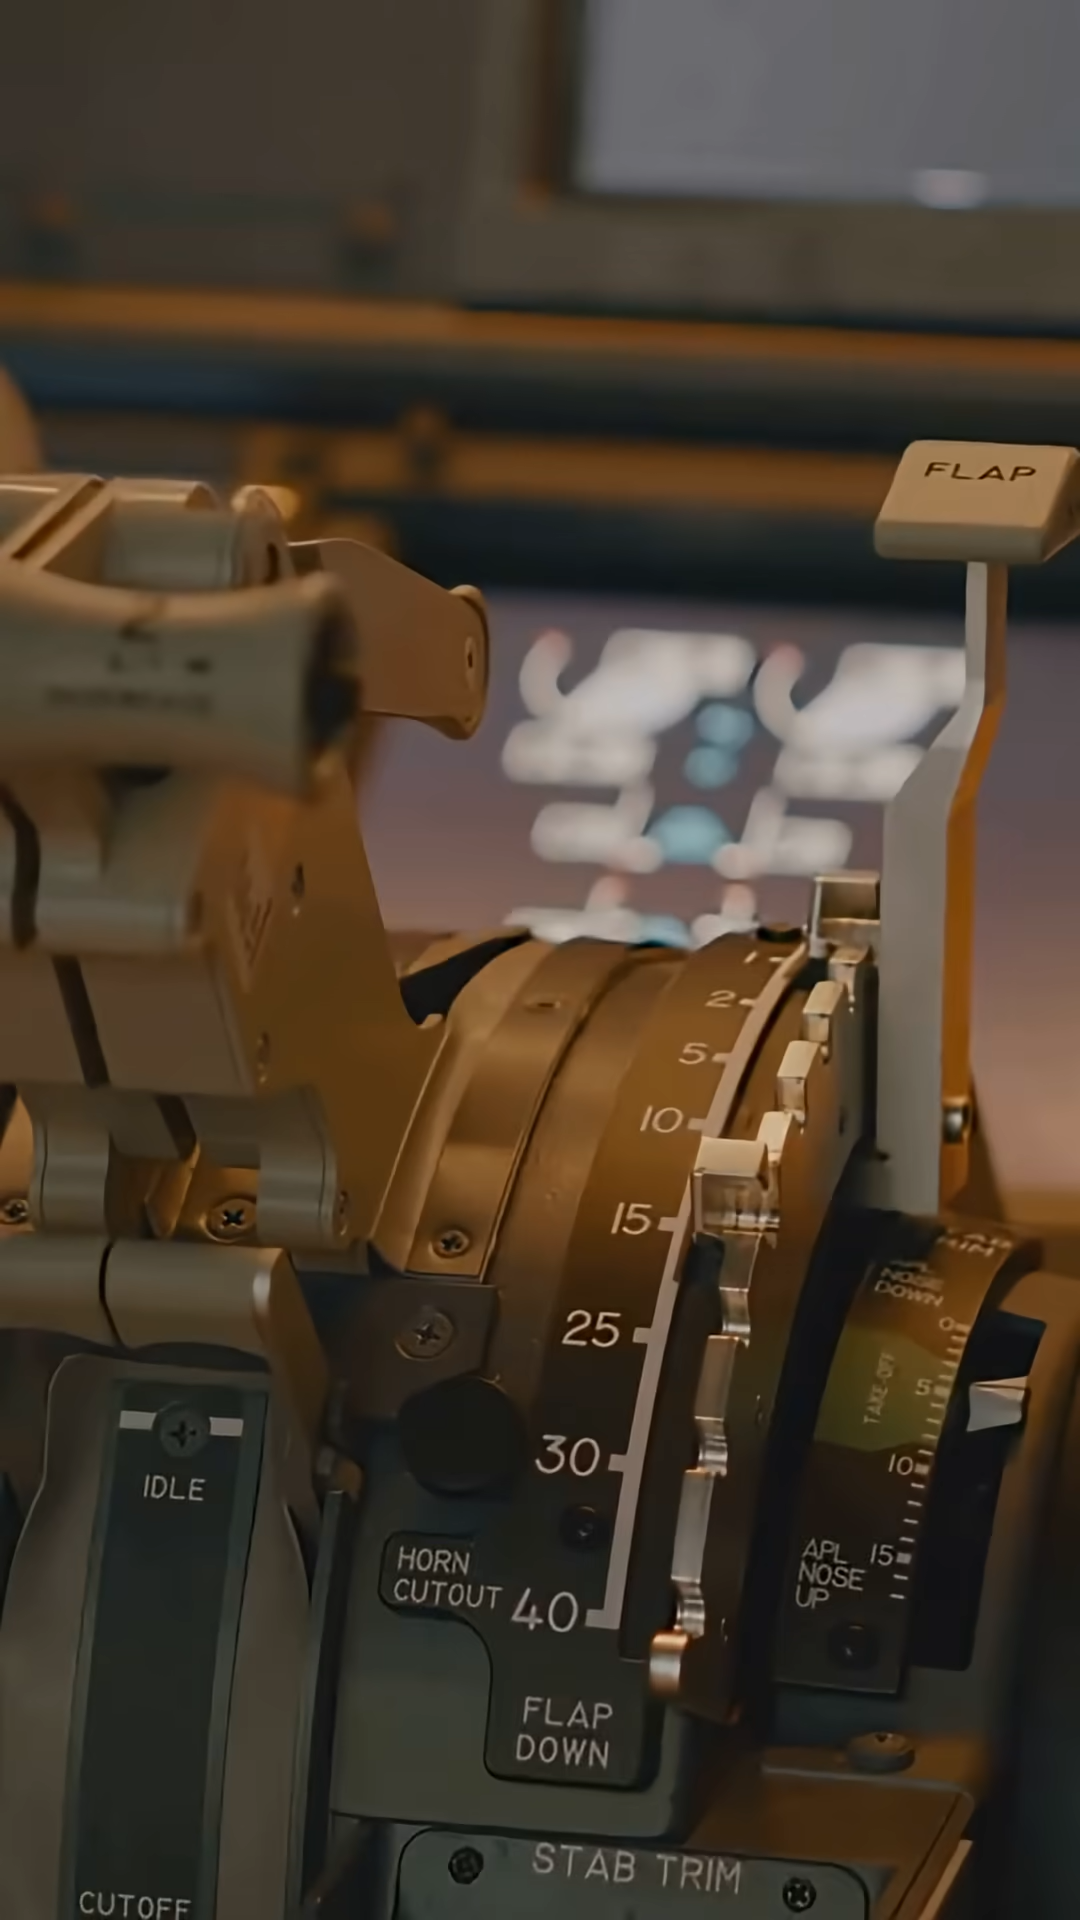 FLAP
1
2
5
10
15
25
30
40
APL
NOSE
DOWN
0
TAKE-OFF
5
10
15
APL
NOSE
UP
IDLE
HORN
CUTOUT
FLAP
DOWN
STAB TRIM
CUTOFF